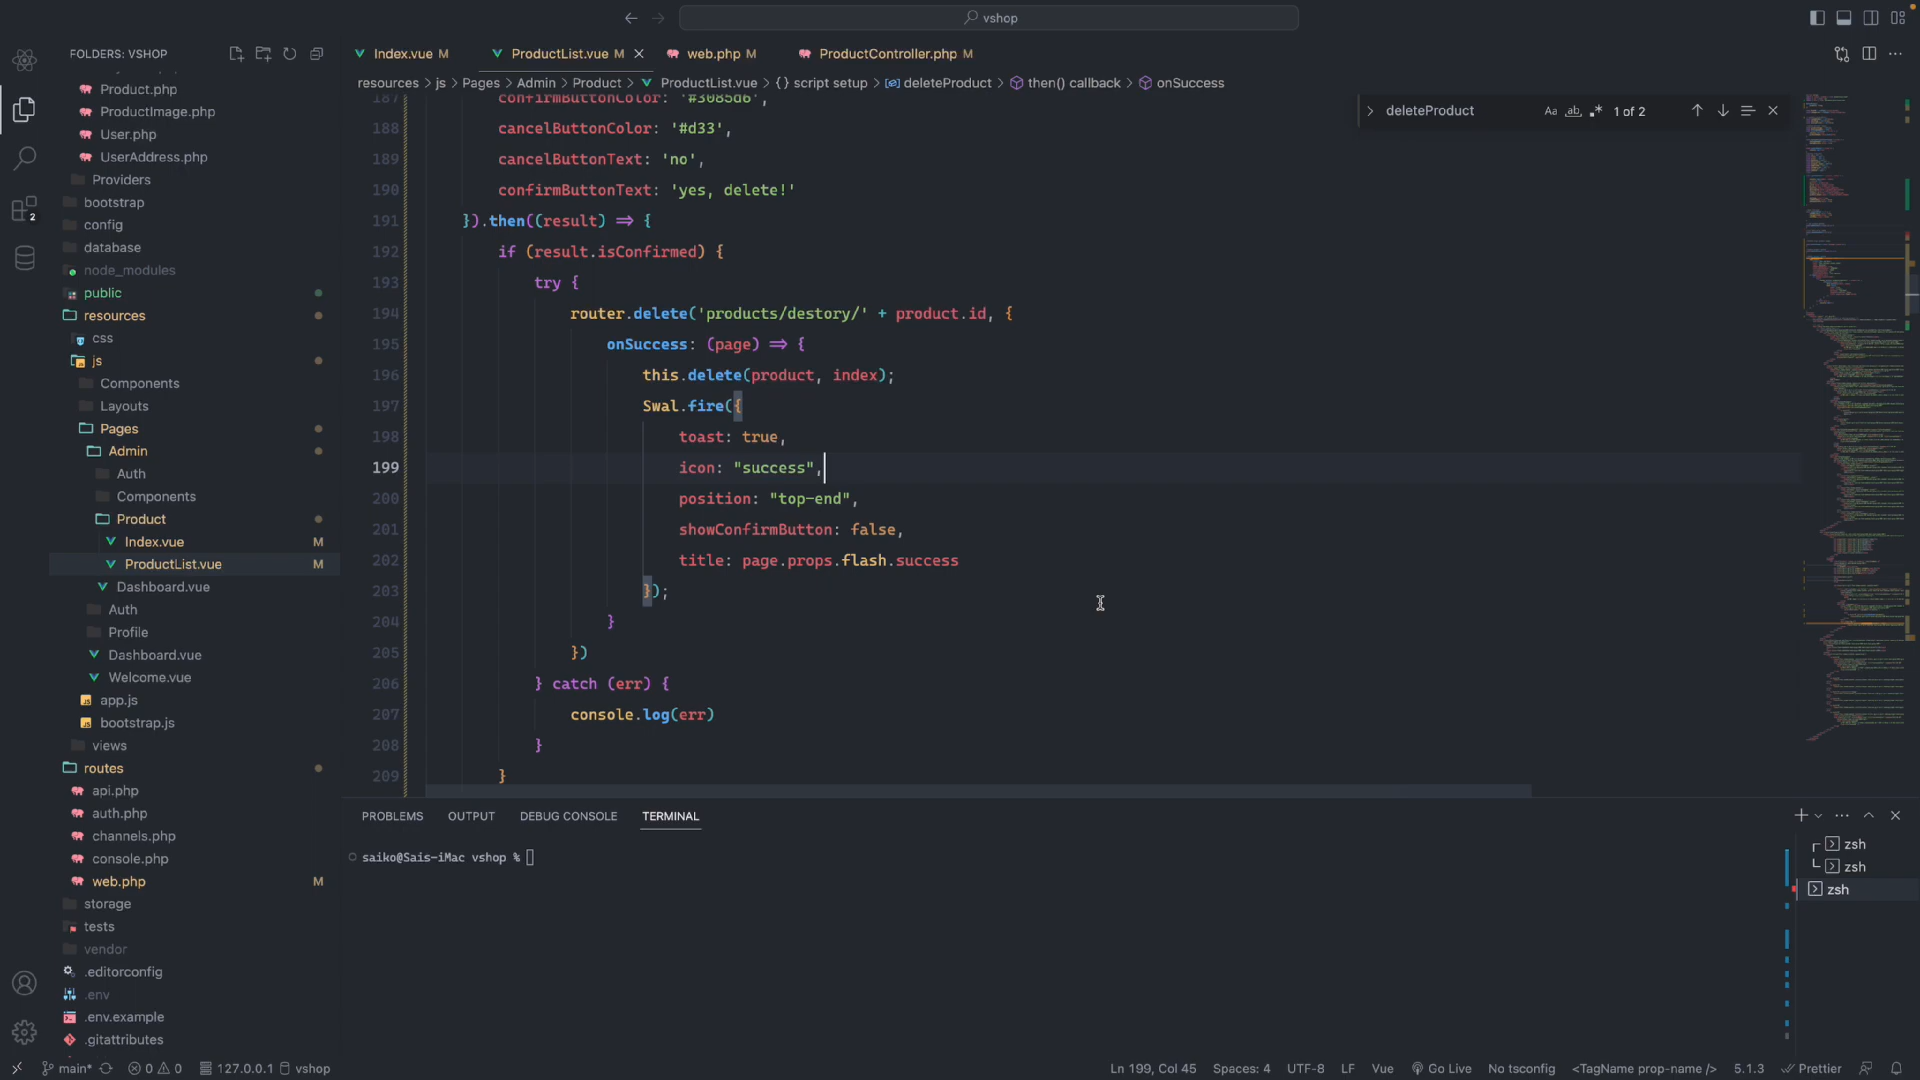 vshop
FOLDERS: VSHOP
Product.php
ProductImage.php
User.php
UserAddress.php
Providers
bootstrap
config
database
node_modules
public
resources
css
js
Components
Layouts
Pages
Admin
Auth
Components
Product
Index.vue M
ProductList.vue M
Dashboard.vue
Auth
Profile
Dashboard.vue
Welcome.vue
app.js
bootstrap.js
views
routes
api.php
auth.php
channels.php
console.php
web.php M
storage
tests
vendor
.editorconfig
.env
.env.example
.gitattributes
2
Index.vue M
ProductList.vue M
web.php M
ProductController.php M
resources > js > Pages > Admin > Product > ProductList.vue > {} script setup > deleteProduct > then() callback > onSuccess
deleteProduct Aa ab 1 of 2
187 confirmButtonColor: '#3085d6',
188 cancelButtonColor: '#d33',
189 cancelButtonText: 'no',
190 confirmButtonText: 'yes, delete!'
191 }).then((result) => {
192 if (result.isConfirmed) {
193 try {
194 router.delete('products/destory/' + product.id, {
195 onSuccess: (page) => {
196 this.delete(product, index);
197 Swal.fire({
198 toast: true,
199 icon: "success",
200 position: "top-end",
201 showConfirmButton: false,
202 title: page.props.flash.success
203 });
204 }
205 })
206 } catch (err) {
207 console.log(err)
208 }
209 }
PROBLEMS OUTPUT DEBUG CONSOLE TERMINAL
saiko@Sais-iMac vshop %
zsh
zsh
zsh
main* 0 0 127.0.0.1 vshop
Ln 199, Col 45 Spaces: 4 UTF-8 LF Vue Go Live No tsconfig <TagName prop-name /> 5.1.3 Prettier